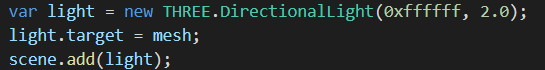 var light = new THREE.DirectionalLight(0xffffff, 2.0);
light.target = mesh;
scene.add(light);